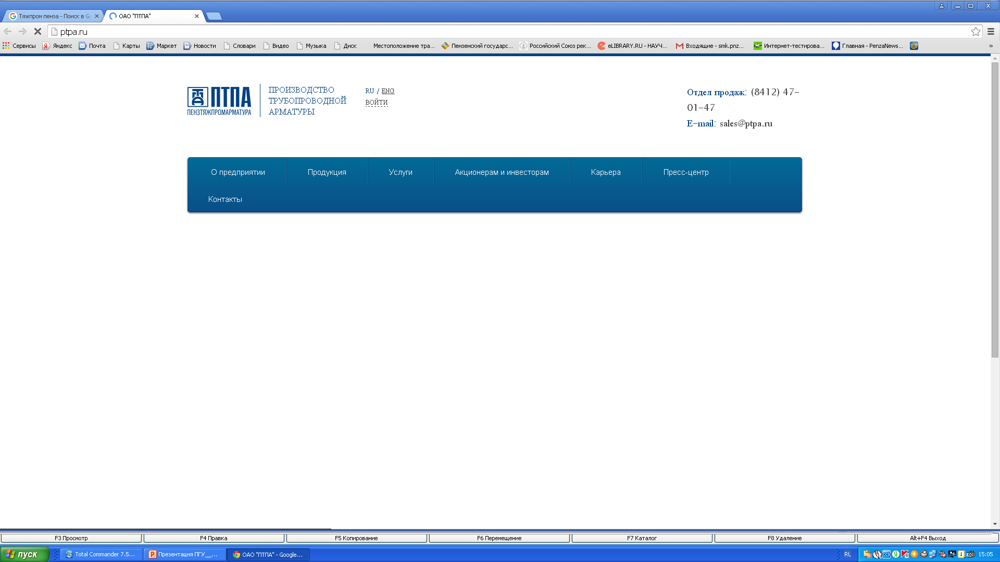 Тяжпром пенза - Поиск в Go
ОАО "ПТПА"
ptpa.ru
Сервисы Яндекс Почта Карты Маркет Новости Словари Видео Музыка Диск Местоположение тра... Пензенский государс... Российский Союз рек... eLIBRARY.RU - НАУЧ... Входящие - smk.pnz... Интернет-тестирова... Главная - PenzaNews... »
ПТПА
ПЕНЗТЯЖПРОМАРМАТУРА
ПРОИЗВОДСТВО
ТРУБОПРОВОДНОЙ
АРМАТУРЫ
RU / ENG
ВОЙТИ
Отдел продаж: (8412) 47-
01-47
E-mail: sales@ptpa.ru
О предприятии Продукция Услуги Акционерам и инвесторам Карьера Пресс-центр
Контакты
F3 Просмотр F4 Правка F5 Копирование F6 Перемещение F7 Каталог F8 Удаление Alt+F4 Выход
пуск Total Commander 7.5... Презентация ПГУ__... ОАО "ПТПА" - Google... RL 15:05